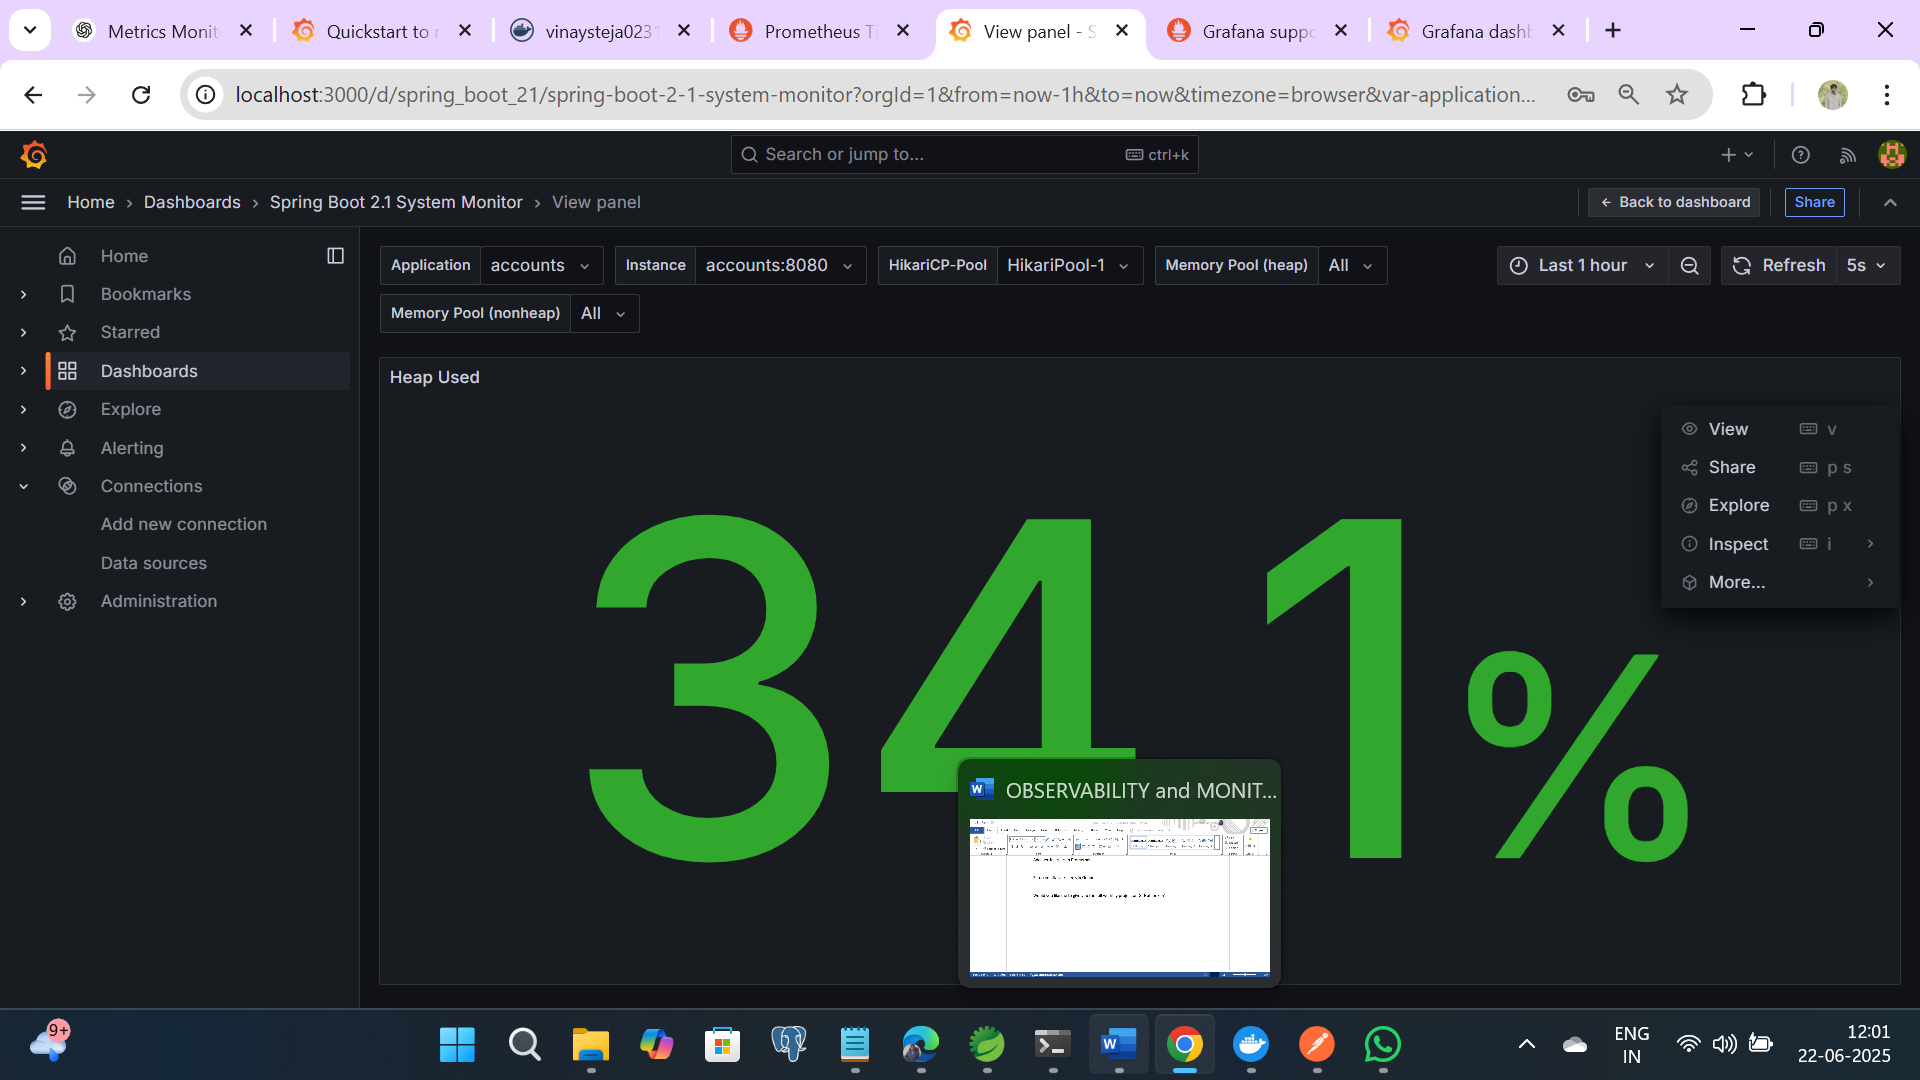 Metrics Monit
Quickstart to r
vinaysteja0231
Prometheus Ti
View panel - S
Grafana suppo
Grafana dashb
localhost:3000/d/spring_boot_21/spring-boot-2-1-system-monitor?orgId=1&from=now-1h&to=now&timezone=browser&var-application...
Search or jump to...
ctrl+k
Home › Dashboards › Spring Boot 2.1 System Monitor › View panel
← Back to dashboard
Share
Home
Bookmarks
Starred
Dashboards
Explore
Alerting
Connections
Add new connection
Data sources
Administration
Application accounts
Instance accounts:8080
HikariCP-Pool HikariPool-1
Memory Pool (heap) All
Last 1 hour
Refresh 5s
Memory Pool (nonheap) All
Heap Used
View v
Share p s
Explore p x
Inspect i
More...
34.1%
OBSERVABILITY and MONIT...
9+
ENG
IN
12:01
22-06-2025